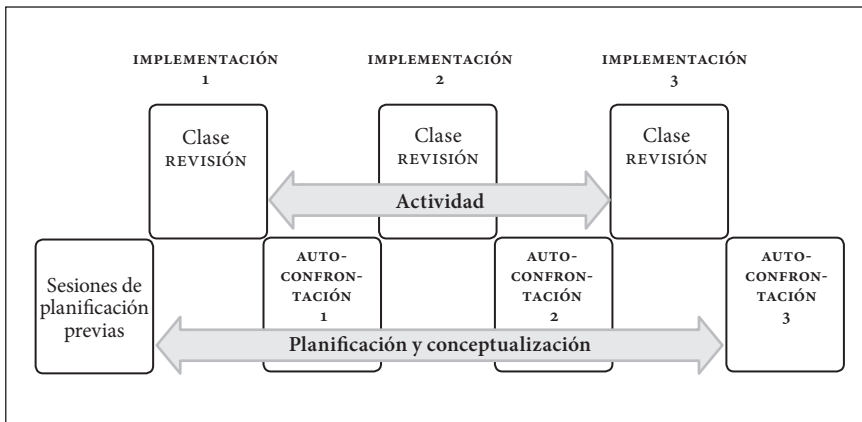 IMPLEMENTACIÓN
1
IMPLEMENTACIÓN
2
IMPLEMENTACIÓN
3
Clase
REVISIÓN
Clase
REVISIÓN
Clase
REVISIÓN
Actividad
Sesiones de
planificación
previas
AUTO-
CONFRON-
TACIÓN
1
AUTO-
CONFRON-
TACIÓN
2
AUTO-
CONFRON-
TACIÓN
3
Planificación y conceptualización